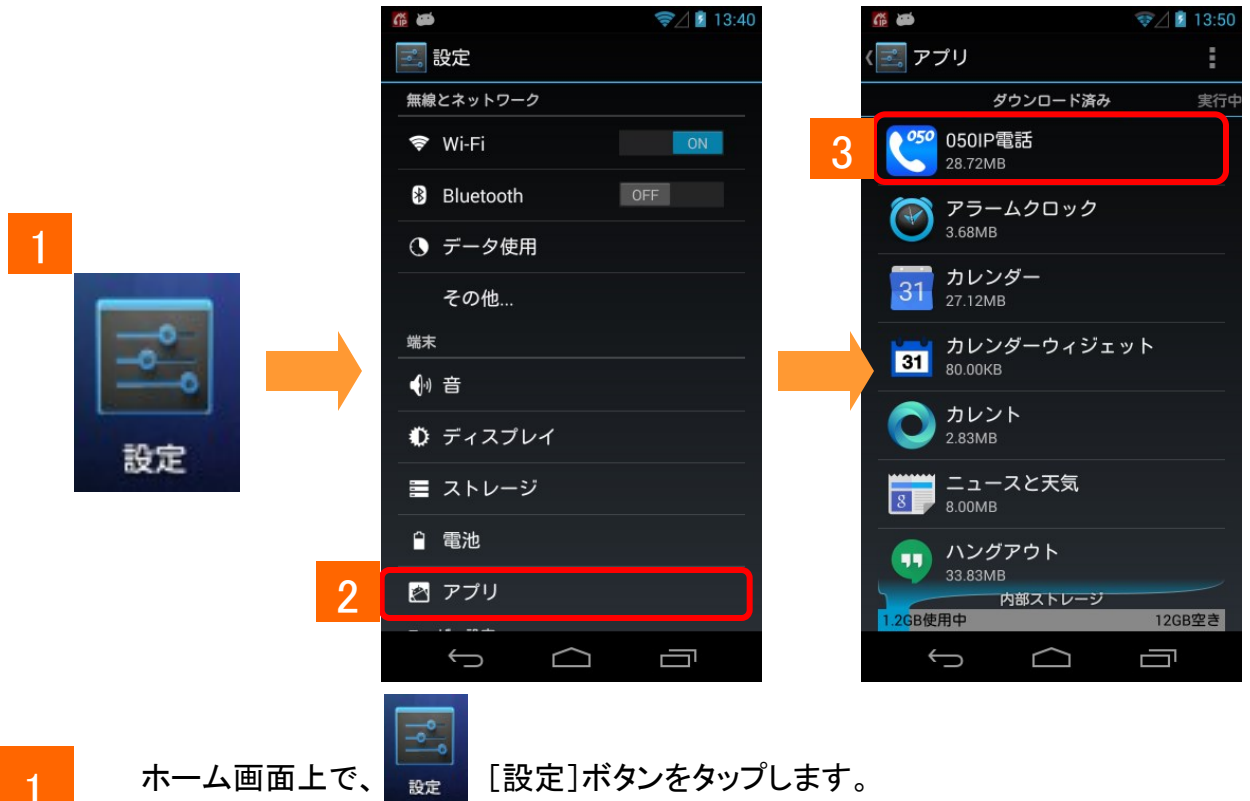 1
設定
13:40
設定
無線とネットワーク
Wi-Fi
ON
Bluetooth
OFF
データ使用
その他...
端末
音
ディスプレイ
ストレージ
電池
2
アプリ
13:50
アプリ
ダウンロード済み
実行中
3
050
050IP電話
28.72MB
アラームクロック
3.68MB
31
カレンダー
27.12MB
31
カレンダーウィジェット
80.00KB
カレント
2.83MB
8
ニュースと天気
8.00MB
ハングアウト
33.83MB
内部ストレージ
1.2GB使用中
12GB空き
1
ホーム画面上で、 設定 [設定]ボタンをタップします。